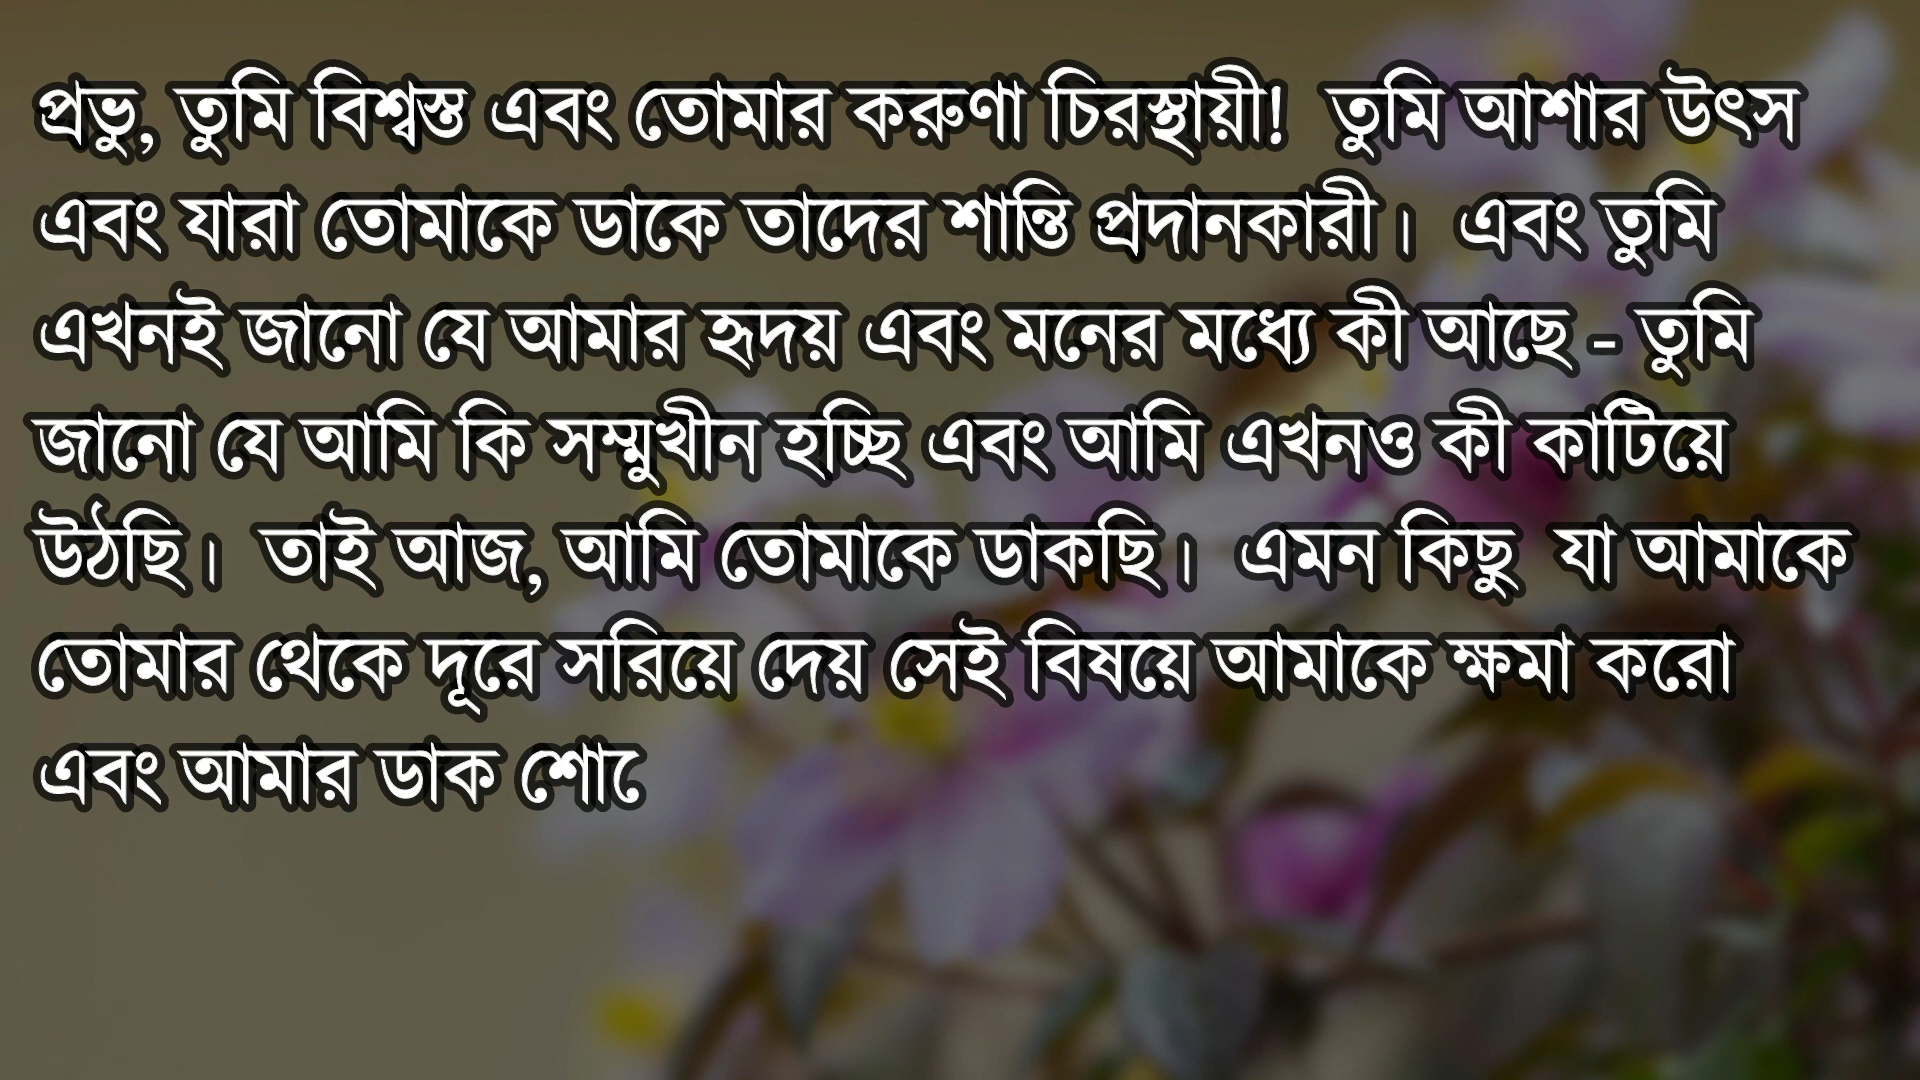 প্রভু, তুমি বিশ্বস্ত এবং তোমার করুণা চিরস্থায়ী! তুমি আশার উৎস
এবং যারা তোমাকে ডাকে তাদের শান্তি প্রদানকারী। এবং তুমি
এখনই জানো যে আমার হৃদয় এবং মনের মধ্যে কী আছে - তুমি
জানো যে আমি কি সম্মুখীন হচ্ছি এবং আমি এখনও কী কাটিয়ে
উঠছি। তাই আজ, আমি তোমাকে ডাকছি। এমন কিছু যা আমাকে
তোমার থেকে দূরে সরিয়ে দেয় সেই বিষয়ে আমাকে ক্ষমা করো
এবং আমার ডাক